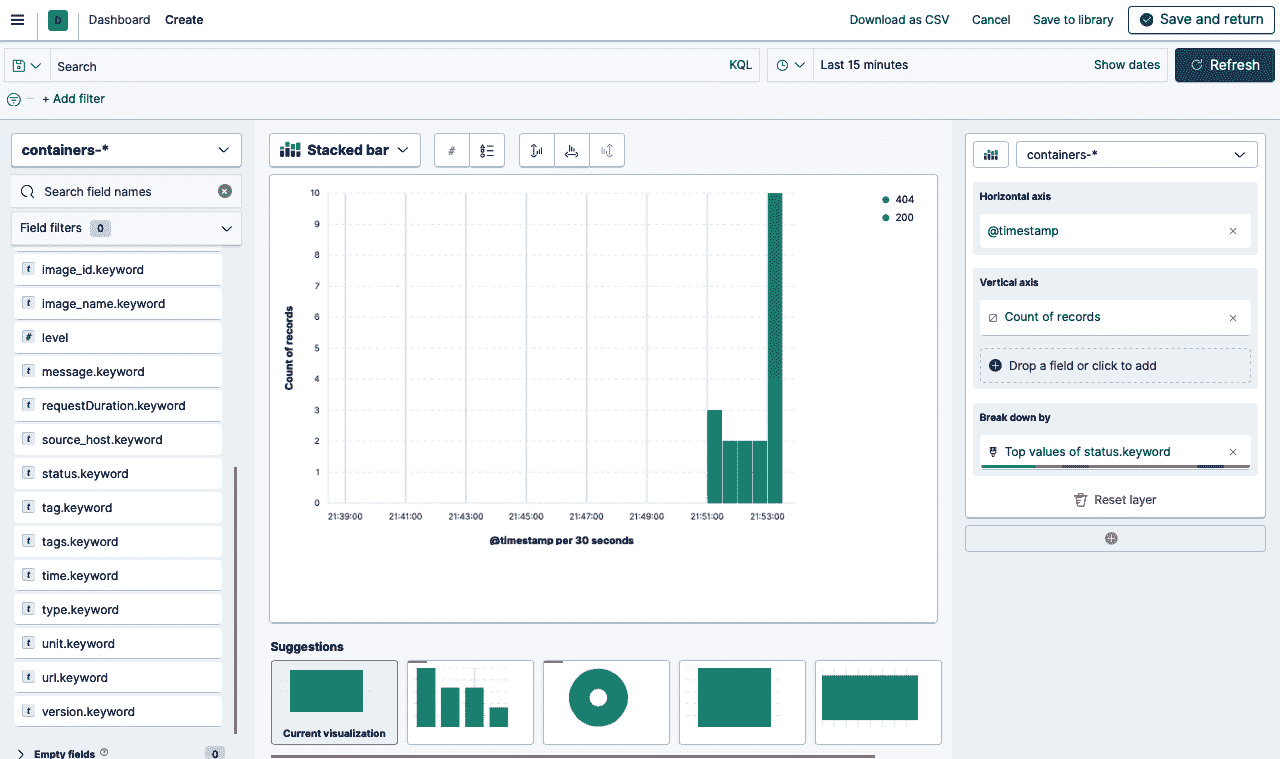 D Dashboard Create Download as CSV Cancel Save to library Save and return
Search KQL Last 15 minutes Show dates Refresh
+ Add filter
containers-*
Search field names
Field filters 0
t image_id.keyword
t image_name.keyword
# level
t message.keyword
t requestDuration.keyword
t source_host.keyword
t status.keyword
t tag.keyword
t tags.keyword
t time.keyword
t type.keyword
t unit.keyword
t url.keyword
t version.keyword
Empty fields 0
Stacked bar #
10
9
8
7
6
5
4
3
2
1
0
Count of records
21:39:00 21:41:00 21:43:00 21:45:00 21:47:00 21:49:00 21:51:00 21:53:00
@timestamp per 30 seconds
404
200
Suggestions
Current visualization
containers-*
Horizontal axis
@timestamp
Vertical axis
Count of records
Drop a field or click to add
Break down by
Top values of status.keyword
Reset layer